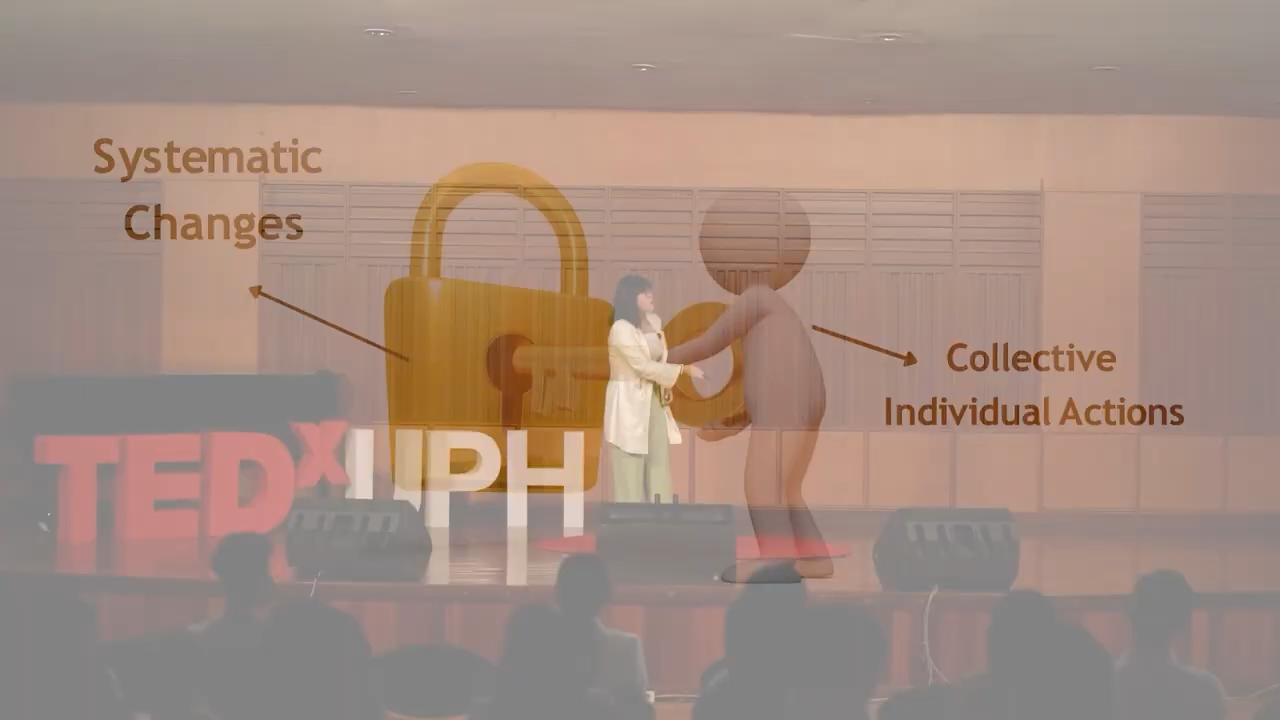 Systematic
Changes
Collective
Individual Actions
TEDxUPH